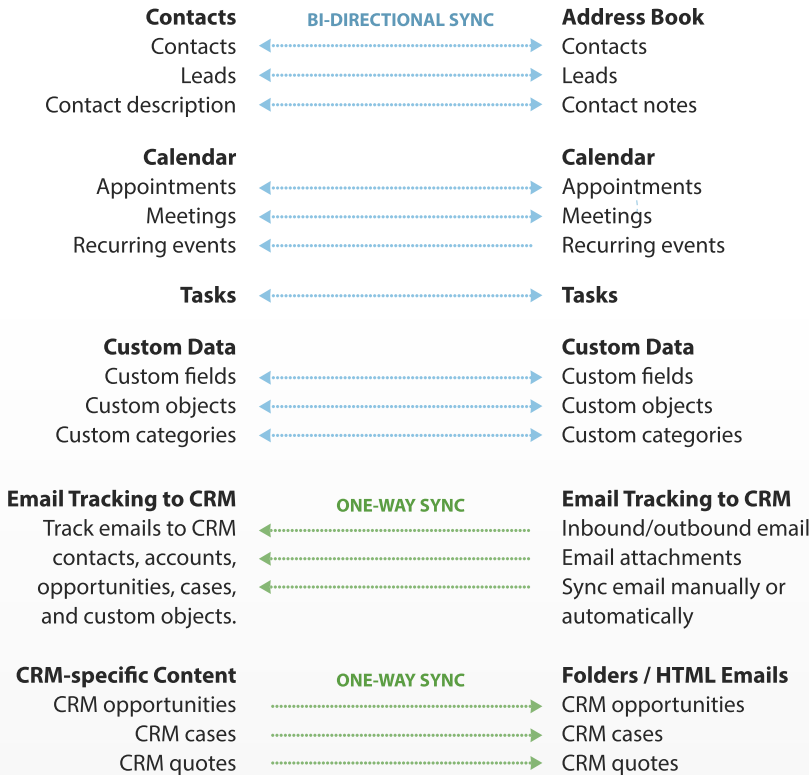 Contacts BI-DIRECTIONAL SYNC Address Book
Contacts Contacts
Leads Leads
Contact description Contact notes
Calendar Calendar
Appointments Appointments
Meetings Meetings
Recurring events Recurring events
Tasks Tasks
Custom Data Custom Data
Custom fields Custom fields
Custom objects Custom objects
Custom categories Custom categories
Email Tracking to CRM ONE-WAY SYNC Email Tracking to CRM
Track emails to CRM Inbound/outbound email
contacts, accounts, Email attachments
opportunities, cases, Sync email manually or
and custom objects. automatically
CRM-specific Content ONE-WAY SYNC Folders / HTML Emails
CRM opportunities CRM opportunities
CRM cases CRM cases
CRM quotes CRM quotes